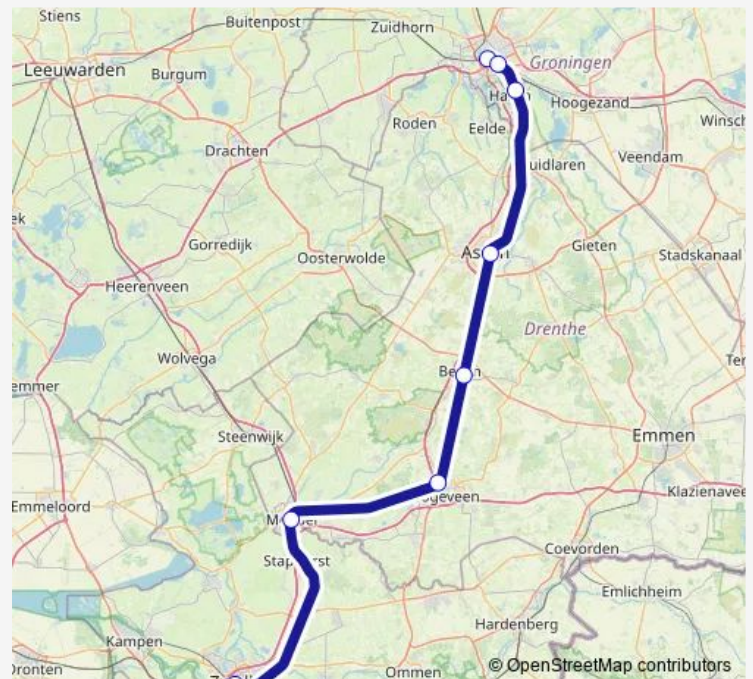 Stiens
Buitenpost
Zuidhorn
Leeuwarden
Burgum
Groningen
Hoogezand
Roden
Eelde
Drachten
uidlaren
Veendam
Gorredijk
Oosterwolde
Gieten
Stadskanaal
Heerenveen
Drenthe
Wolvega
Steenwijk
Emmen
Emmeloord
Klazienavee
Coevorden
Emlichheim
Hardenberg
Kampen
Ommen
© OpenStreetMap contributors